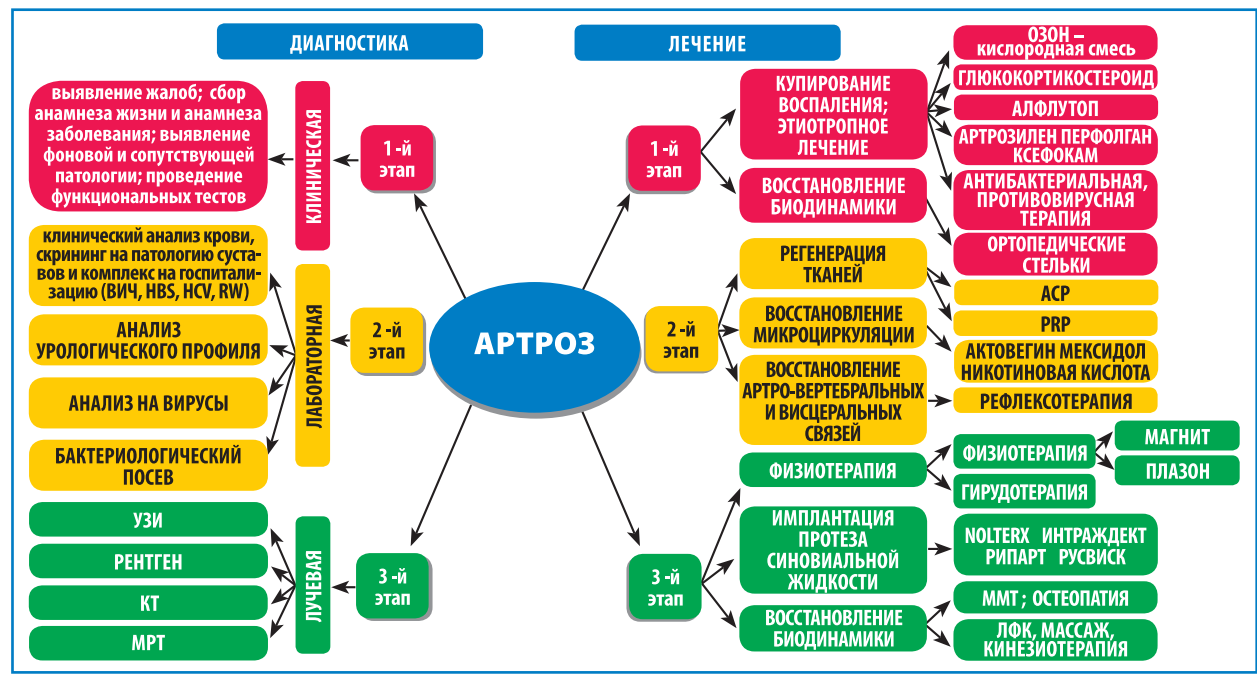 ДИАГНОСТИКА
ЛЕЧЕНИЕ
выявление жалоб; сбор
анамнеза жизни и анамнеза
заболевания; выявление
фоновой и сопутствующей
патологии; проведение
функциональных тестов
КЛИНИЧЕСКАЯ
1 -й
этап
клинический анализ крови,
скрининг на патологию суста-
вов и комплекс на госпитали-
зацию (ВИЧ, HBS, HCV, RW)
АНАЛИЗ
УРОЛОГИЧЕСКОГО ПРОФИЛЯ
АНАЛИЗ НА ВИРУСЫ
БАКТЕРИОЛОГИЧЕСКИЙ
ПОСЕВ
ЛАБОРАТОРНАЯ
2 -й
этап
УЗИ
РЕНТГЕН
КТ
МРТ
ЛУЧЕВАЯ
3 -й
этап
АРТРОЗ
1 -й
этап
КУПИРОВАНИЕ
ВОСПАЛЕНИЯ;
ЭТИОТРОПНОЕ
ЛЕЧЕНИЕ
ВОССТАНОВЛЕНИЕ
БИОДИНАМИКИ
ОЗОН –
кислородная смесь
ГЛЮКОКОРТИКОСТЕРОИД
АЛФЛУТОП
АРТРОЗИЛЕН ПЕРФОЛГАН
КСЕФОКАМ
АНТИБАКТЕРИАЛЬНАЯ,
ПРОТИВОВИРУСНАЯ
ТЕРАПИЯ
ОРТОПЕДИЧЕСКИЕ
СТЕЛЬКИ
2 -й
этап
РЕГЕНЕРАЦИЯ
ТКАНЕЙ
ВОССТАНОВЛЕНИЕ
МИКРОЦИРКУЛЯЦИИ
ВОССТАНОВЛЕНИЕ
АРТРО-ВЕРТЕБРАЛЬНЫХ
И ВИСЦЕРАЛЬНЫХ
СВЯЗЕЙ
ACP
PRP
АКТОВЕГИН МЕКСИДОЛ
НИКОТИНОВАЯ КИСЛОТА
РЕФЛЕКСОТЕРАПИЯ
3 -й
этап
ФИЗИОТЕРАПИЯ
ИМПЛАНТАЦИЯ
ПРОТЕЗА
СИНОВИАЛЬНОЙ
ЖИДКОСТИ
ВОССТАНОВЛЕНИЕ
БИОДИНАМИКИ
ФИЗИОТЕРАПИЯ
МАГНИТ
ПЛАЗОН
ГИРУДОТЕРАПИЯ
NOLTERX ИНТРАЖДЕКТ
РИПАРТ РУСВИСК
ММТ ; ОСТЕОПАТИЯ
ЛФК, МАССАЖ,
КИНЕЗИОТЕРАПИЯ